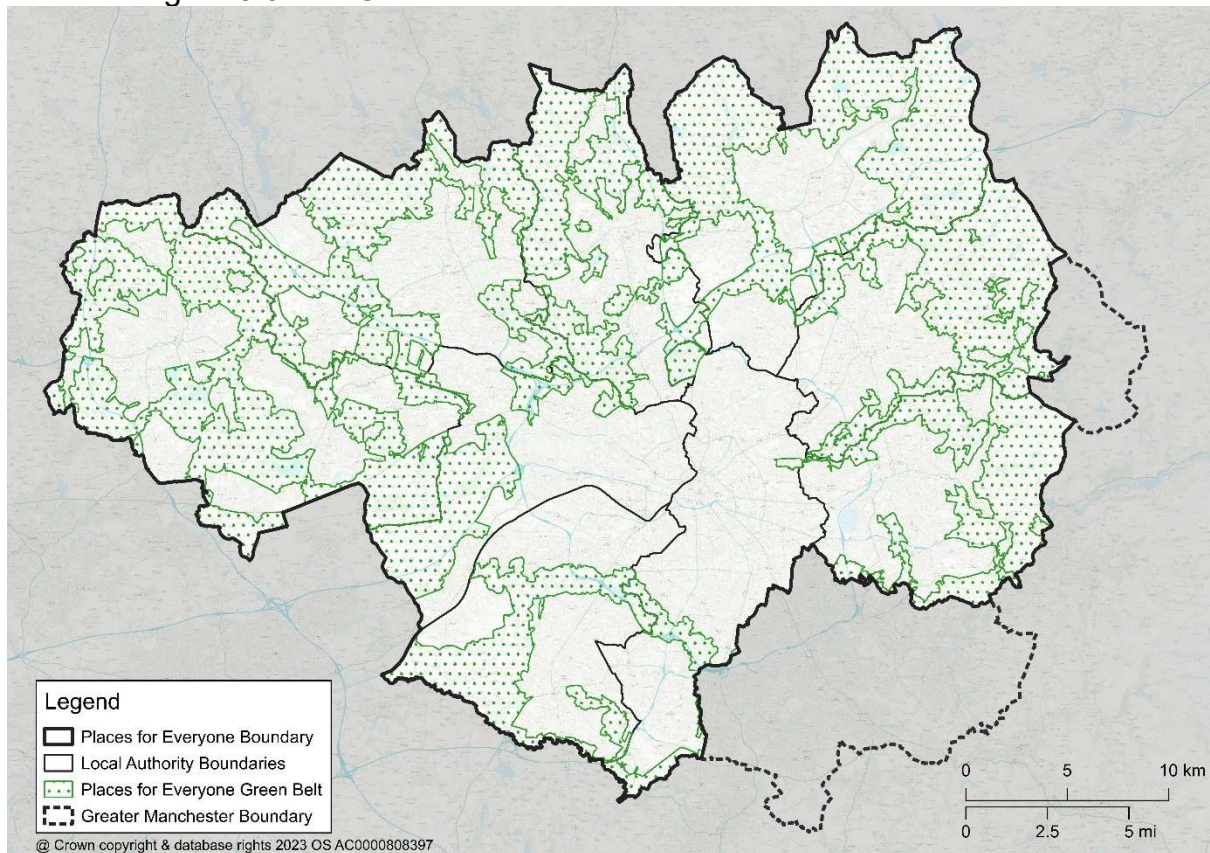 Legend
Places for Everyone Boundary
Local Authority Boundaries
Places for Everyone Green Belt
Greater Manchester Boundary
0 5 10 km
0 2.5 5 mi
@ Crown copyright & database rights 2023 OS AC0000808397